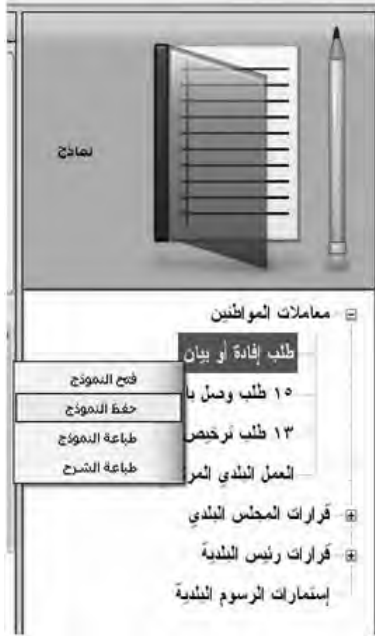 نماذج
معاملات المواطنين
طلب إفادة أو بيان
١٥ طلب وصل با
١٣ طلب ترخيص
العمل البلدي المر
فتح النموذج
حفظ النموذج
طباعة النموذج
طباعة الشرح
قرارات المجلس البلدي
قرارات رئيس البلدية
إستمارات الرسوم البلدية